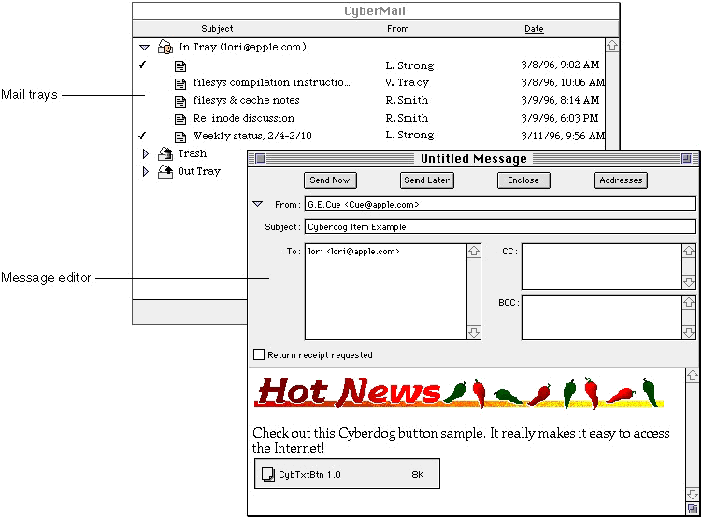 CyberMail
Subject From Date
In Tray (lori@apple.com)
✓ L. Strong 3/8/96, 9:02 AM
filesys compilation instructio... V. Tracy 3/8/96, 10:06 AM
filesys & cache notes R. Smith 3/9/96, 8:14 AM
Re: inode discussion R. Smith 3/9/96, 6:03 PM
✓ Weekly status, 2/4-2/10 L. Strong 3/11/96, 9:56 AM
Trash
Out Tray
Mail trays
Untitled Message
Send Now Send Later Enclose Addresses
From: G.E.Cue <Cue@apple.com>
Subject: Cyberdog Item Example
To: lori <lori@apple.com> CC:
BCC:
Message editor
Return receipt requested
Hot News
Check out this Cyberdog button sample. It really makes it easy to access
the Internet!
CybTxtBtn 1.0 8K